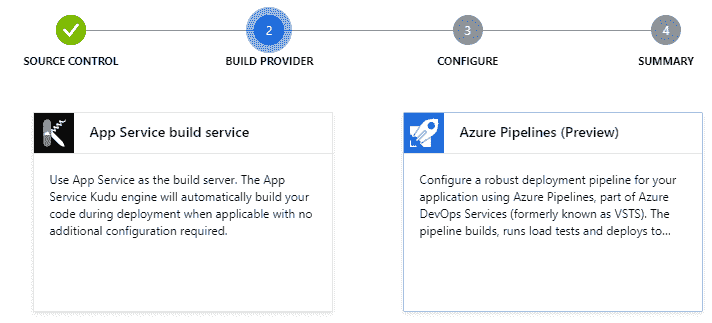 2
3
4
SOURCE CONTROL
BUILD PROVIDER
CONFIGURE
SUMMARY
App Service build service
Use App Service as the build server. The App
Service Kudu engine will automatically build your
code during deployment when applicable with no
additional configuration required.
Azure Pipelines (Preview)
Configure a robust deployment pipeline for your
application using Azure Pipelines, part of Azure
DevOps Services (formerly known as VSTS). The
pipeline builds, runs load tests and deploys to...